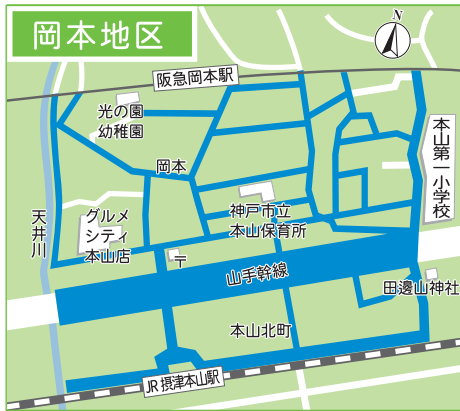 岡本地区
N
阪急岡本駅
光の園
幼稚園
本山第一小学校
岡本
天井川
グルメ
シティ
本山店
神戸市立
本山保育所
〒
山手幹線
田邊山神社
本山北町
JR摂津本山駅